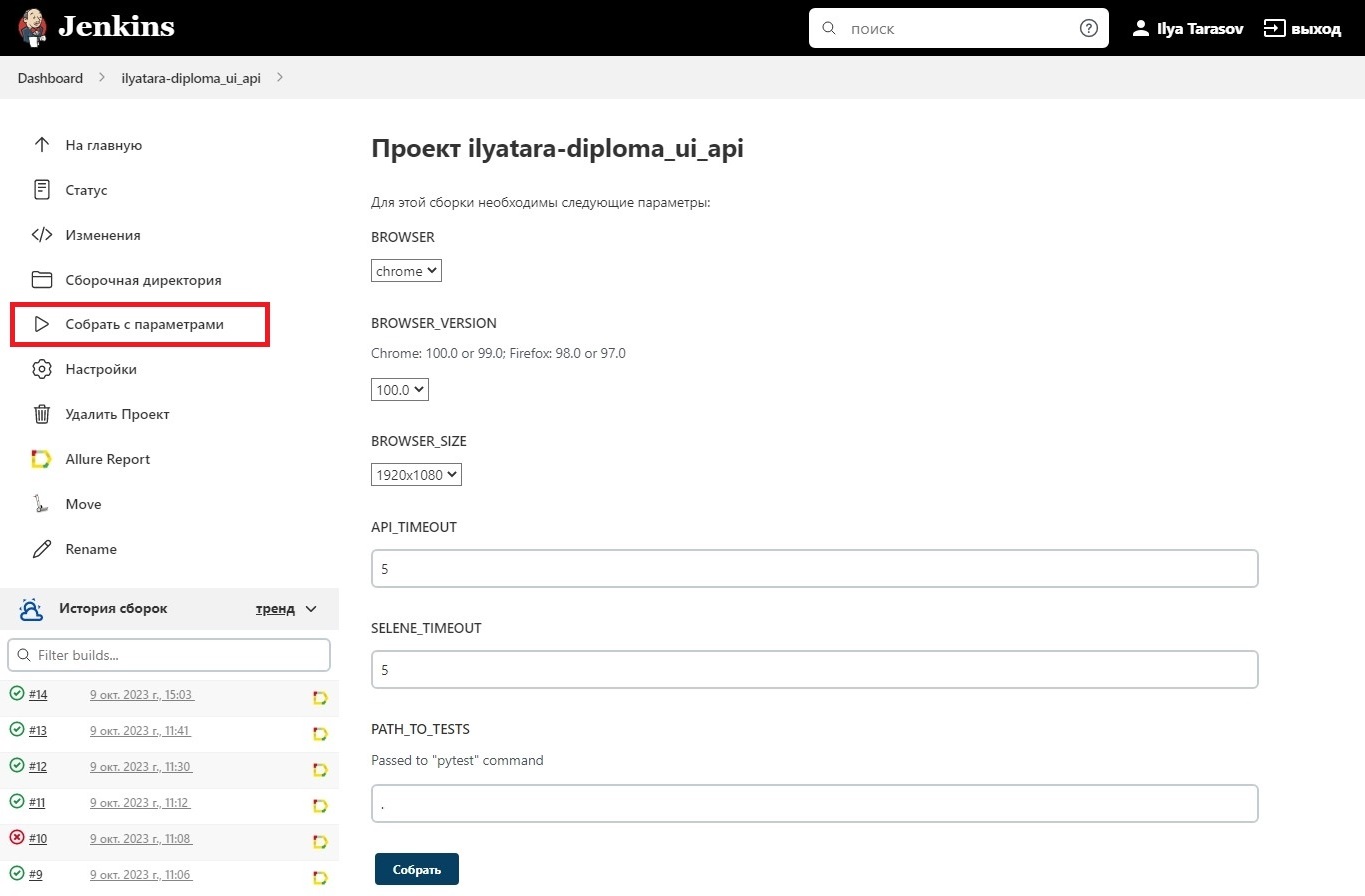 Jenkins
поиск
Ilya Tarasov
выход
Dashboard
ilyatara-diploma_ui_api
На главную
Статус
Изменения
Сборочная директория
Собрать с параметрами
Настройки
Удалить Проект
Allure Report
Move
Rename
История сборок
тренд
Filter builds...
#14 9 окт. 2023 г., 15:03
#13 9 окт. 2023 г., 11:41
#12 9 окт. 2023 г., 11:30
#11 9 окт. 2023 г., 11:12
#10 9 окт. 2023 г., 11:08
#9 9 окт. 2023 г., 11:06
Проект ilyatara-diploma_ui_api
Для этой сборки необходимы следующие параметры:
BROWSER
chrome
BROWSER_VERSION
Chrome: 100.0 or 99.0; Firefox: 98.0 or 97.0
100.0
BROWSER_SIZE
1920x1080
API_TIMEOUT
5
SELENE_TIMEOUT
5
PATH_TO_TESTS
Passed to "pytest" command
.
Собрать